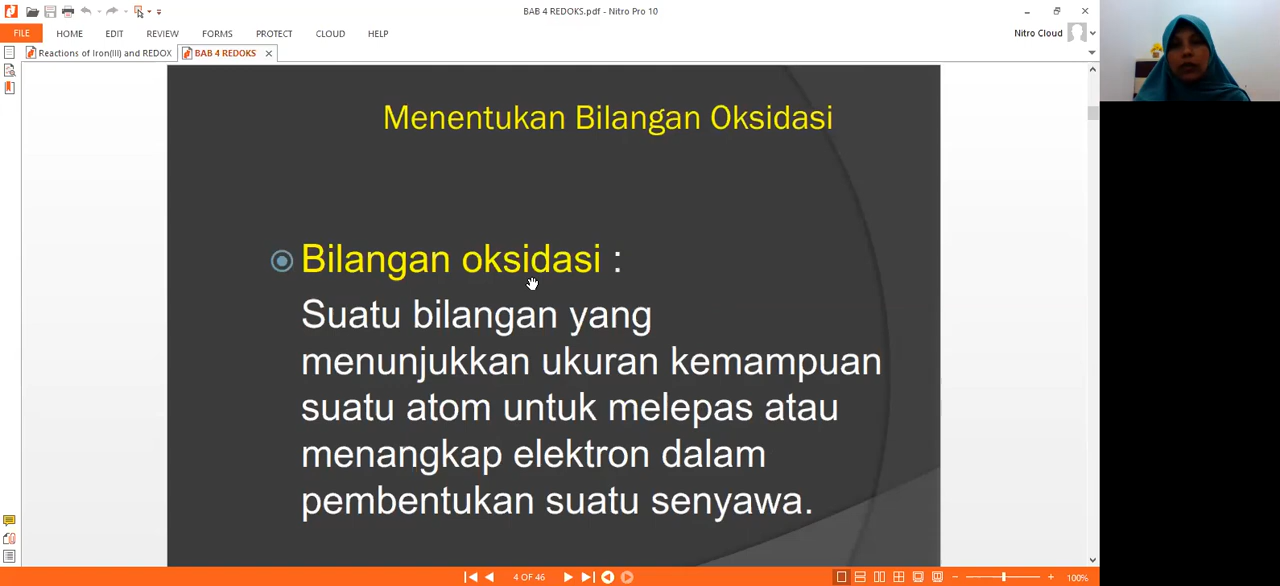 BAB 4 REDOKS.pdf - Nitro Pro 10
FILE HOME EDIT REVIEW FORMS PROTECT CLOUD HELP
Nitro Cloud
Reactions of Iron(III) and REDOX
BAB 4 REDOKS
Menentukan Bilangan Oksidasi
Bilangan oksidasi :
Suatu bilangan yang
menunjukkan ukuran kemampuan
suatu atom untuk melepas atau
menangkap elektron dalam
pembentukan suatu senyawa.
4 OF 46
100%